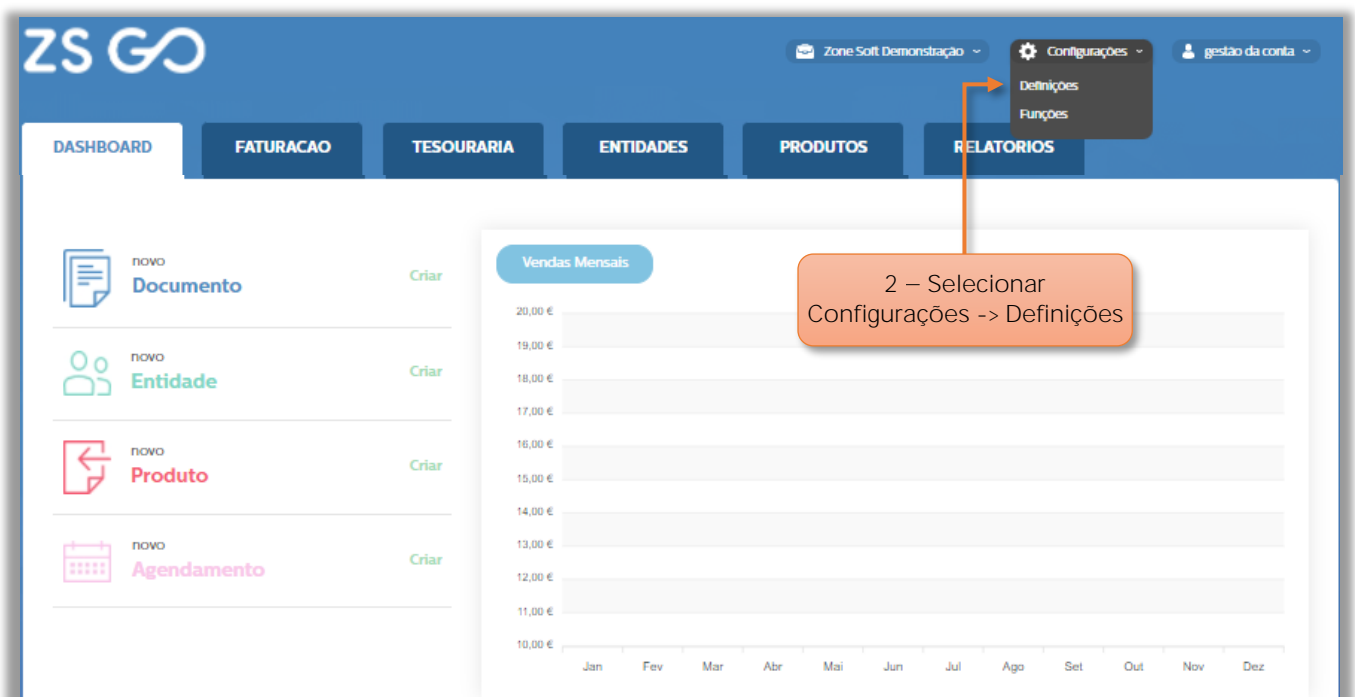 ZS GO
Zone Soft Demonstração
Configurações
gestão da conta
Definições
Funções
DASHBOARD
FATURACAO
TESOURARIA
ENTIDADES
PRODUTOS
RELATORIOS
novo
Documento
Criar
novo
Entidade
Criar
novo
Produto
Criar
novo
Agendamento
Criar
Vendas Mensais
2 – Selecionar
Configurações -> Definições
20,00 €
19,00 €
18,00 €
17,00 €
16,00 €
15,00 €
14,00 €
13,00 €
12,00 €
11,00 €
10,00 €
Jan Fev Mar Abr Mai Jun Jul Ago Set Out Nov Dez